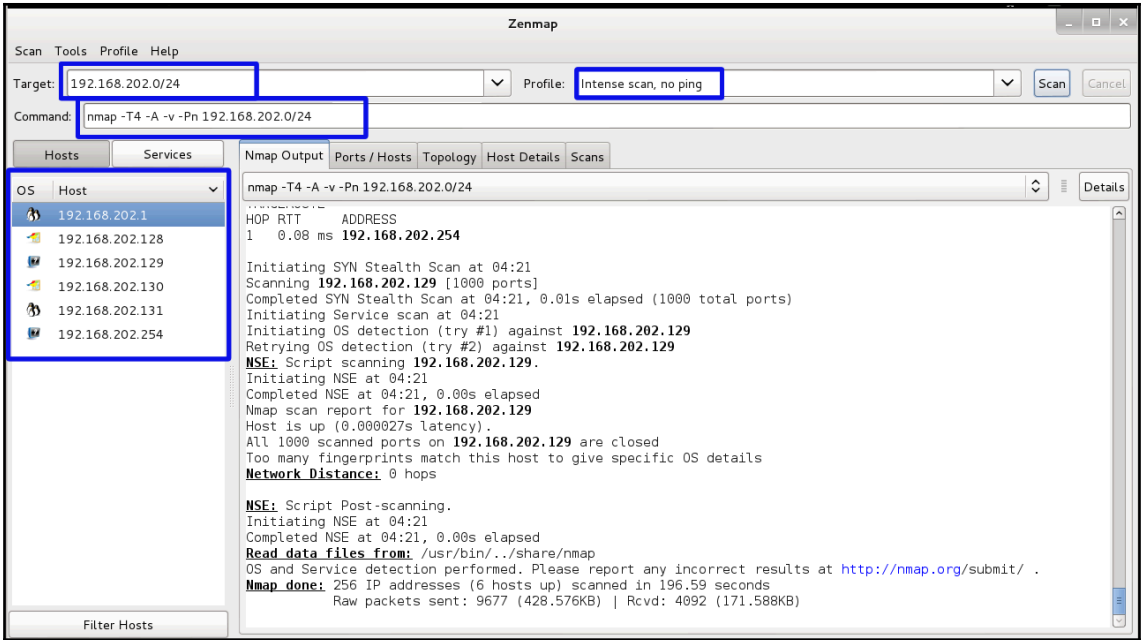 Zenmap
Scan Tools Profile Help
Target: 192.168.202.0/24 Profile: Intense scan, no ping Scan Cancel
Command: nmap -T4 -A -v -Pn 192.168.202.0/24
Hosts Services
Nmap Output Ports / Hosts Topology Host Details Scans
OS Host
192.168.202.1
192.168.202.128
192.168.202.129
192.168.202.130
192.168.202.131
192.168.202.254
Filter Hosts
nmap -T4 -A -v -Pn 192.168.202.0/24 Details
HOP RTT ADDRESS
1 0.08 ms 192.168.202.254
Initiating SYN Stealth Scan at 04:21
Scanning 192.168.202.129 [1000 ports]
Completed SYN Stealth Scan at 04:21, 0.01s elapsed (1000 total ports)
Initiating Service scan at 04:21
Initiating OS detection (try #1) against 192.168.202.129
Retrying OS detection (try #2) against 192.168.202.129
NSE: Script scanning 192.168.202.129.
Initiating NSE at 04:21
Completed NSE at 04:21, 0.00s elapsed
Nmap scan report for 192.168.202.129
Host is up (0.000027s latency).
All 1000 scanned ports on 192.168.202.129 are closed
Too many fingerprints match this host to give specific OS details
Network Distance: 0 hops
NSE: Script Post-scanning.
Initiating NSE at 04:21
Completed NSE at 04:21, 0.00s elapsed
Read data files from: /usr/bin/../share/nmap
OS and Service detection performed. Please report any incorrect results at http://nmap.org/submit/ .
Nmap done: 256 IP addresses (6 hosts up) scanned in 196.59 seconds
Raw packets sent: 9677 (428.576KB) | Rcvd: 4092 (171.588KB)